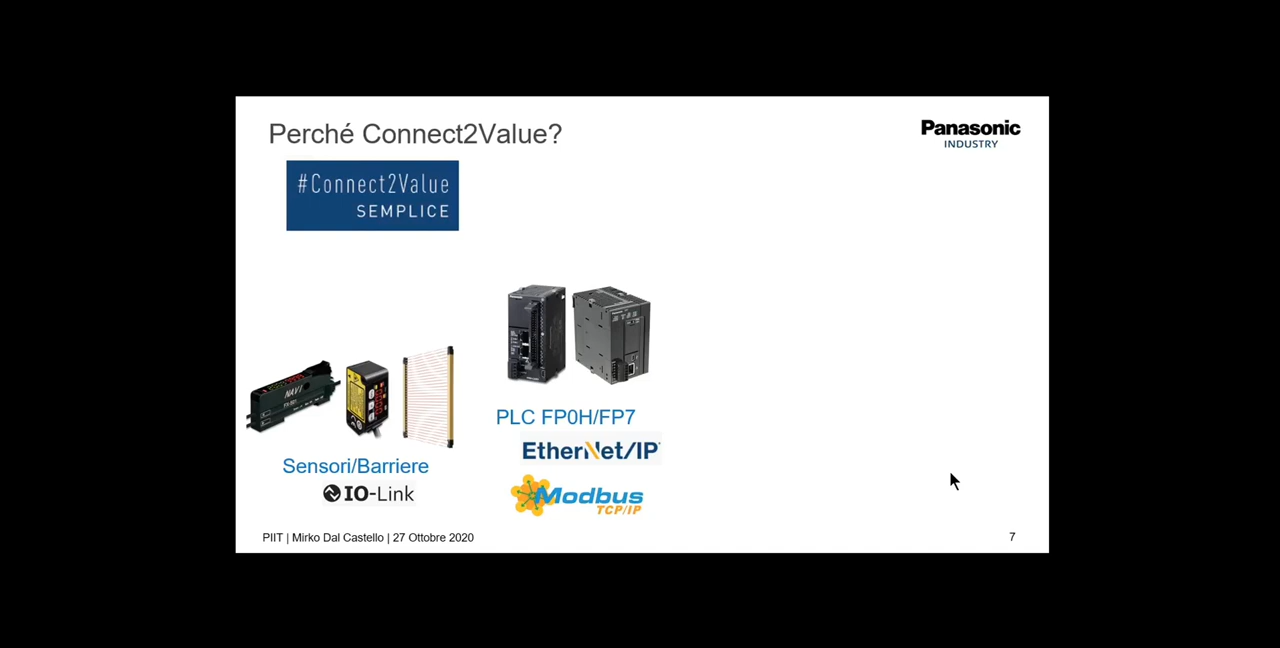 Perché Connect2Value?
Panasonic
INDUSTRY
#Connect2Value
SEMPLICE
NAVI
PLC FP0H/FP7
EtherNet/IP
Sensori/Barriere
IO-Link
Modbus
TCP/IP
PIIT | Mirko Dal Castello | 27 Ottobre 2020
7